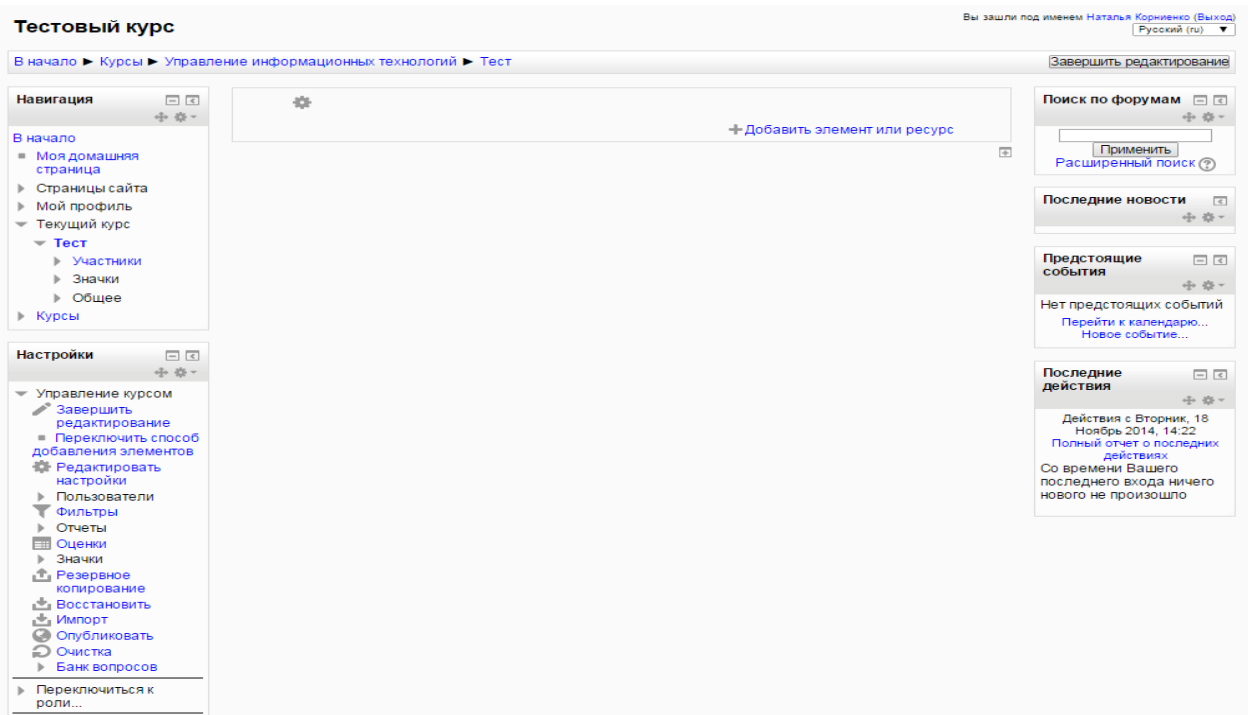 Тестовый курс
Вы зашли под именем Наталья Корниенко (Выход)
Русский (ru)
В начало ► Курсы ► Управление информационных технологий ► Тест
Завершить редактирование
Навигация
В начало
Моя домашняя
страница
Страницы сайта
Мой профиль
Текущий курс
Тест
Участники
Значки
Общее
Курсы
Настройки
Управление курсом
Завершить
редактирование
Переключить способ
добавления элементов
Редактировать
настройки
Пользователи
Фильтры
Отчеты
Оценки
Значки
Резервное
копирование
Восстановить
Импорт
Опубликовать
Очистка
Банк вопросов
Переключиться к
роли...
Добавить элемент или ресурс
Поиск по форумам
Применить
Расширенный поиск
Последние новости
Предстоящие
события
Нет предстоящих событий
Перейти к календарю...
Новое событие...
Последние
действия
Действия с Вторник, 18
Ноябрь 2014, 14:22
Полный отчет о последних
действиях
Со времени Вашего
последнего входа ничего
нового не произошло